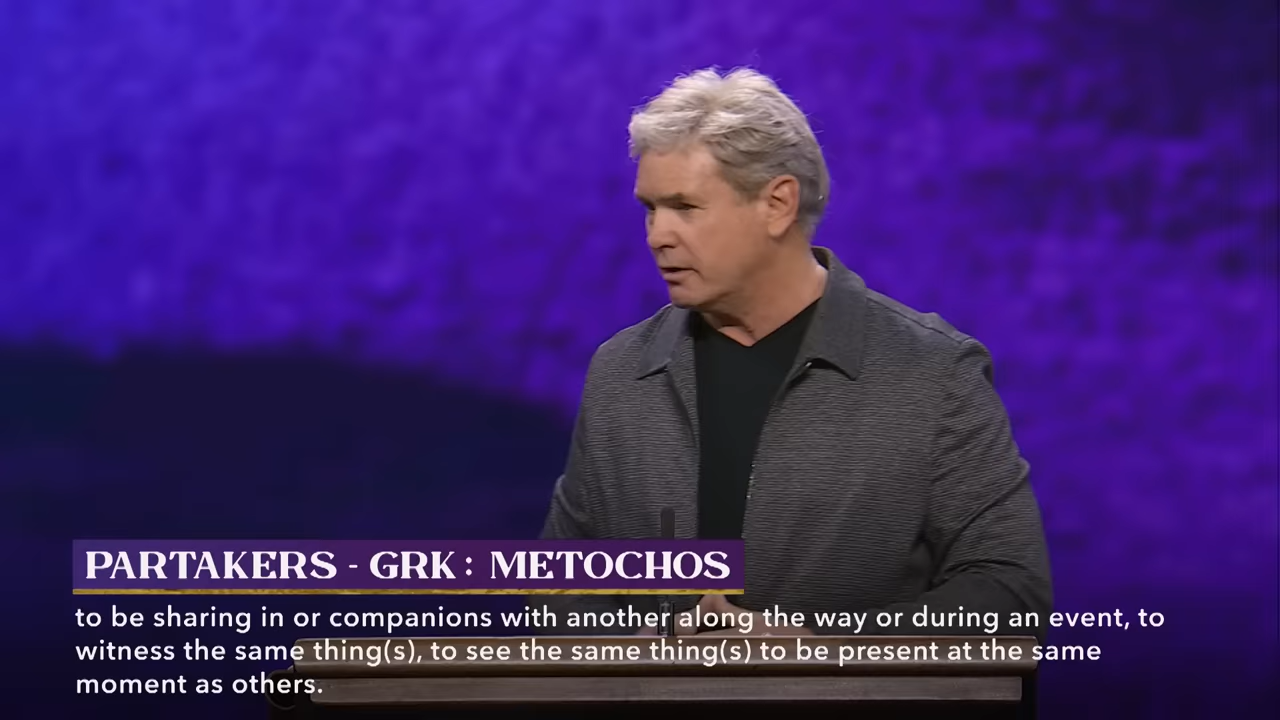 PARTAKERS - GRK: METOCHOS
to be sharing in or companions with another along the way or during an event, to
witness the same thing(s), to see the same thing(s) to be present at the same
moment as others.